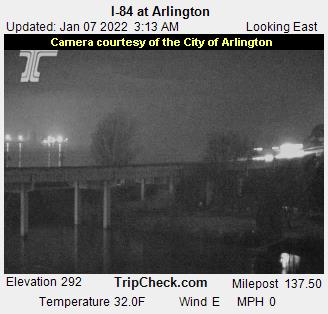 I-84 at Arlington
Updated: Jan 07 2022 3:13 AM Looking East
Camera courtesy of the City of Arlington
Elevation 292 TripCheck.com Milepost 137.50
Temperature 32.0F Wind E MPH 0